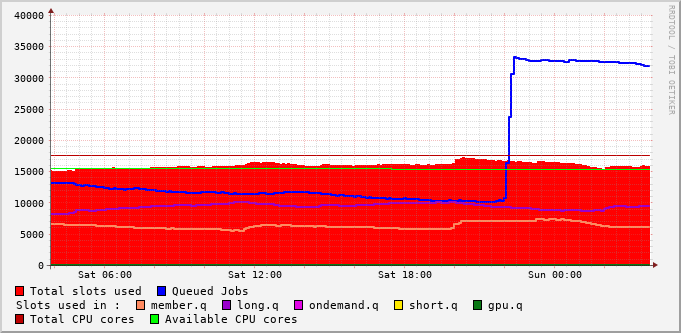 40000
35000
30000
25000
20000
15000
10000
5000
0
Sat 06:00 Sat 12:00 Sat 18:00 Sun 00:00
RRDTOOL / TOBI OETIKER
Total slots used Queued Jobs
Slots used in : member.q long.q ondemand.q short.q gpu.q
Total CPU cores Available CPU cores